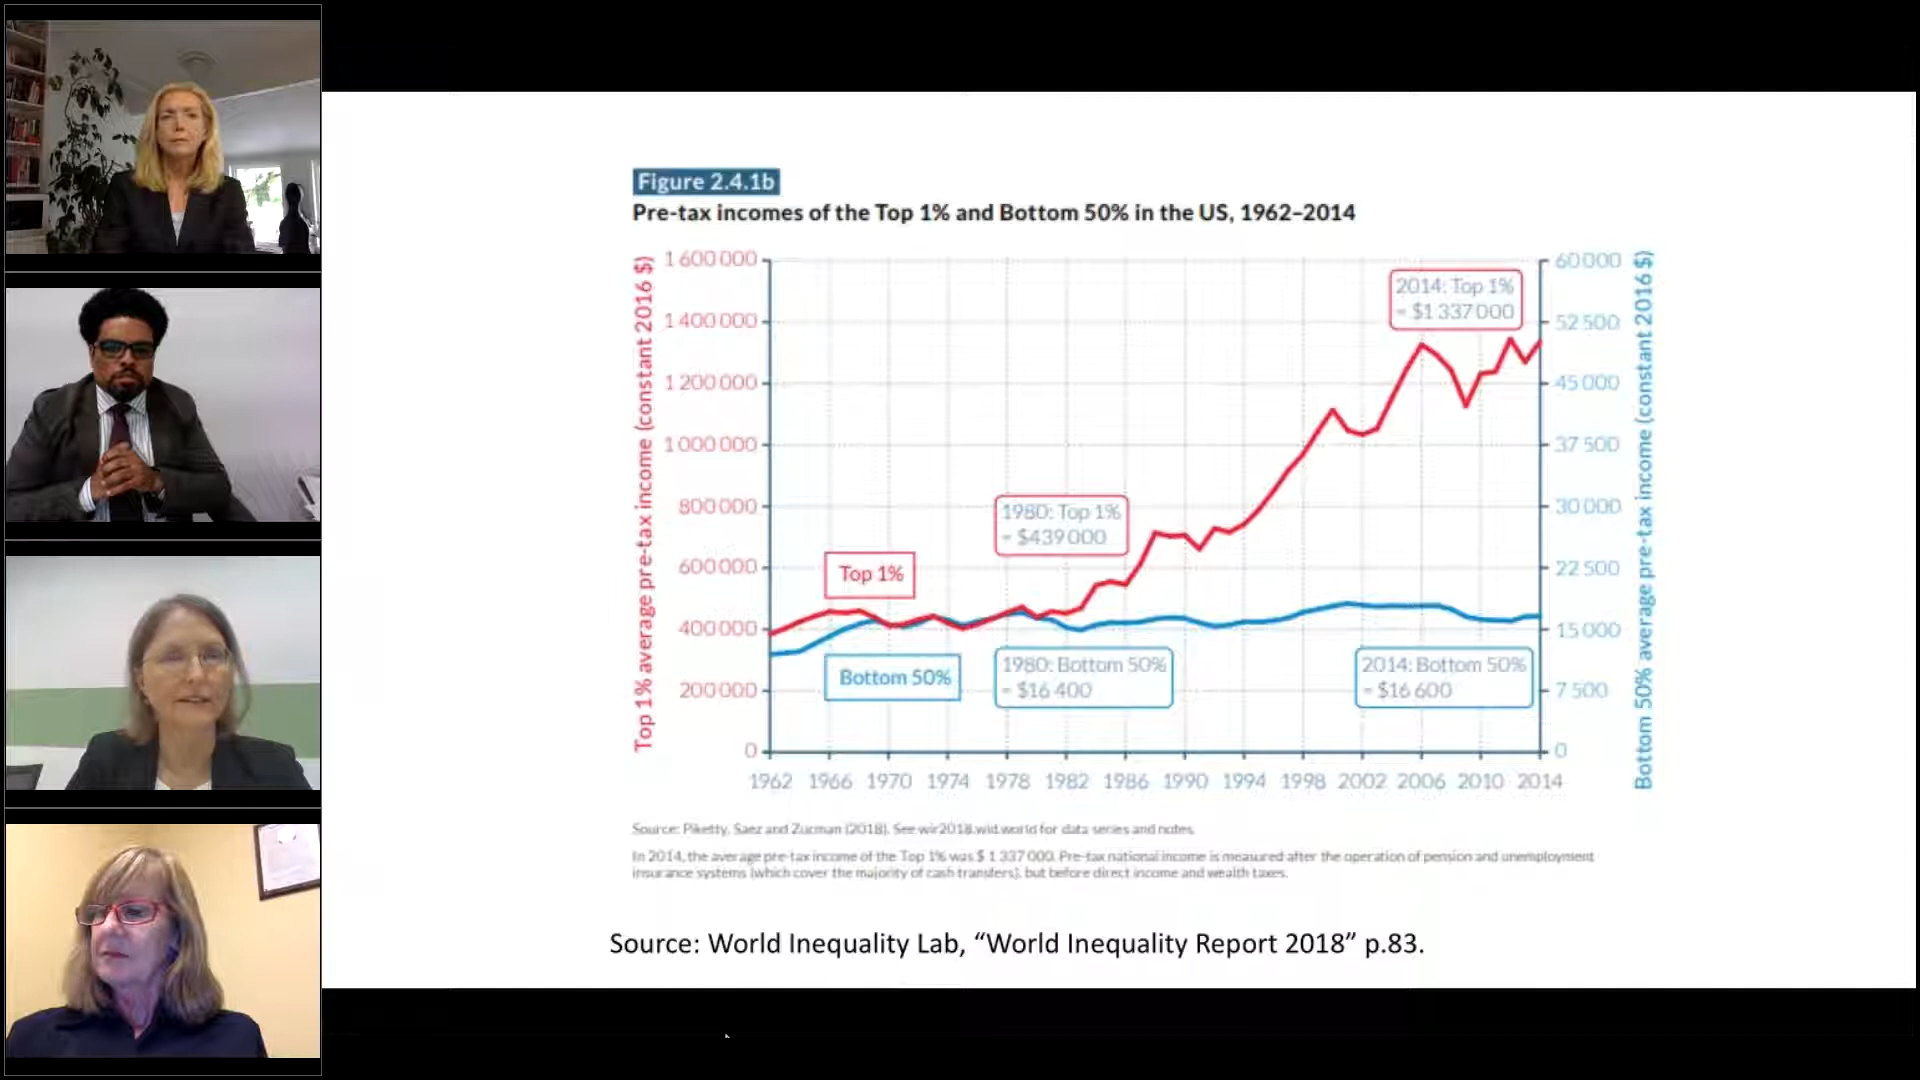 Figure 2.4.1b
Pre-tax incomes of the Top 1% and Bottom 50% in the US, 1962–2014
Top 1% average pre-tax income (constant 2016 $)
1 600 000
1 400 000
1 200 000
1 000 000
800 000
600 000
400 000
200 000
0
Top 1%
Bottom 50%
1980: Top 1%
= $439 000
1980: Bottom 50%
= $16 400
2014: Top 1%
= $1 337 000
2014: Bottom 50%
= $16 600
60 000
52 500
45 000
37 500
30 000
22 500
15 000
7 500
0
Bottom 50% average pre-tax income (constant 2016 $)
1962 1966 1970 1974 1978 1982 1986 1990 1994 1998 2002 2006 2010 2014
Source: Piketty, Saez and Zucman (2018). See wir2018.wid.world for data series and notes.
In 2014, the average pre-tax income of the Top 1% was $ 1 337 000. Pre-tax national income is measured after the operation of pension and unemployment
insurance systems (which cover the majority of cash transfers), but before direct income and wealth taxes.
Source: World Inequality Lab, “World Inequality Report 2018” p.83.